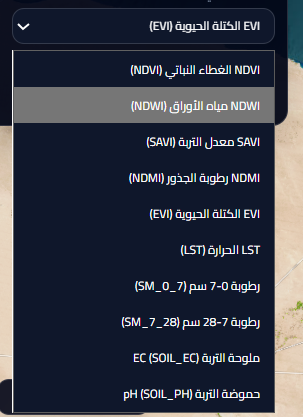 EVI الكتلة الحيوية (EVI)
NDVI الغطاء النباتي (NDVI)
NDWI مياه الأوراق (NDWI)
SAVI معدل التربة (SAVI)
NDMI رطوبة الجذور (NDMI)
EVI الكتلة الحيوية (EVI)
LST الحرارة (LST)
رطوبة 0-7 سم (SM_0_7)
رطوبة 7-28 سم (SM_7_28)
ملوحة التربة EC (SOIL_EC)
حموضة التربة pH (SOIL_PH)